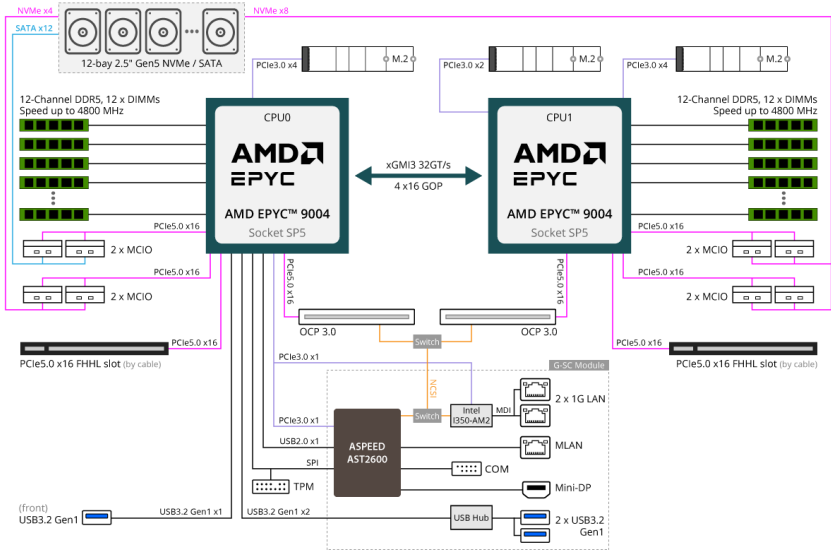 NVMe x4
NVMe x8
SATA x12
12-bay 2.5" Gen5 NVMe / SATA
PCIe3.0 x4
M.2
PCIe3.0 x2
M.2
PCIe3.0 x4
M.2
12-Channel DDR5, 12 x DIMMs
Speed up to 4800 MHz
12-Channel DDR5, 12 x DIMMs
Speed up to 4800 MHz
CPU0
AMD
EPYC
AMD EPYC™ 9004
Socket SP5
xGMI3 32GT/s
4 x16 GOP
CPU1
AMD
EPYC
AMD EPYC™ 9004
Socket SP5
PCIe5.0 x16
2 x MCIO
PCIe5.0 x16
2 x MCIO
PCIe5.0 x16
2 x MCIO
PCIe5.0 x16
2 x MCIO
PCIe5.0 x16
PCIe5.0 x16
OCP 3.0
OCP 3.0
Switch
PCIe5.0 x16
PCIe5.0 x16 FHHL slot (by cable)
PCIe5.0 x16
PCIe5.0 x16 FHHL slot (by cable)
PCIe3.0 x1
G-SC Module
NCSI
PCIe3.0 x1
Switch
Intel
I350-AM2
MDI
2 x 1G LAN
USB2.0 x1
ASPEED
AST2600
MLAN
SPI
TPM
COM
Mini-DP
(front)
USB3.2 Gen1
USB3.2 Gen1 x1
USB3.2 Gen1 x2
USB Hub
2 x USB3.2
Gen1